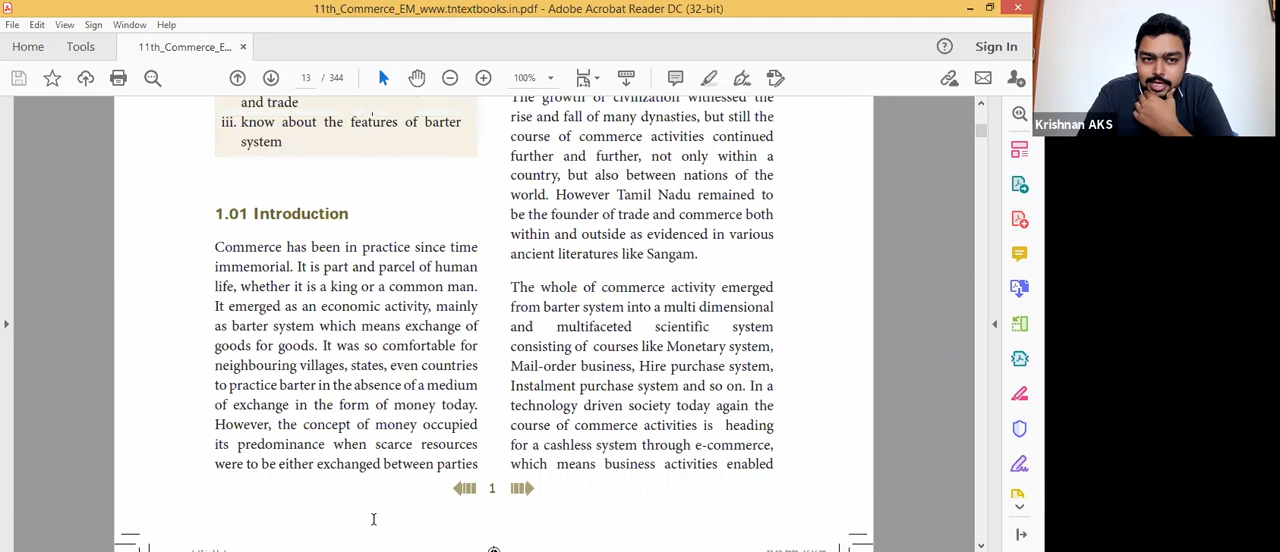 11th_Commerce_EM_www.tntextbooks.in.pdf - Adobe Acrobat Reader DC (32-bit)
File Edit View Sign Window Help
Home Tools 11th_Commerce_E... ×
Sign In
13 / 344
100%
Krishnan AKS
and trade
iii. know about the features of barter
system
1.01 Introduction
Commerce has been in practice since time
immemorial. It is part and parcel of human
life, whether it is a king or a common man.
It emerged as an economic activity, mainly
as barter system which means exchange of
goods for goods. It was so comfortable for
neighbouring villages, states, even countries
to practice barter in the absence of a medium
of exchange in the form of money today.
However, the concept of money occupied
its predominance when scarce resources
were to be either exchanged between parties
The growth of civilization witnessed the
rise and fall of many dynasties, but still the
course of commerce activities continued
further and further, not only within a
country, but also between nations of the
world. However Tamil Nadu remained to
be the founder of trade and commerce both
within and outside as evidenced in various
ancient literatures like Sangam.
The whole of commerce activity emerged
from barter system into a multi dimensional
and multifaceted scientific system
consisting of courses like Monetary system,
Mail-order business, Hire purchase system,
Instalment purchase system and so on. In a
technology driven society today again the
course of commerce activities is heading
for a cashless system through e-commerce,
which means business activities enabled
1